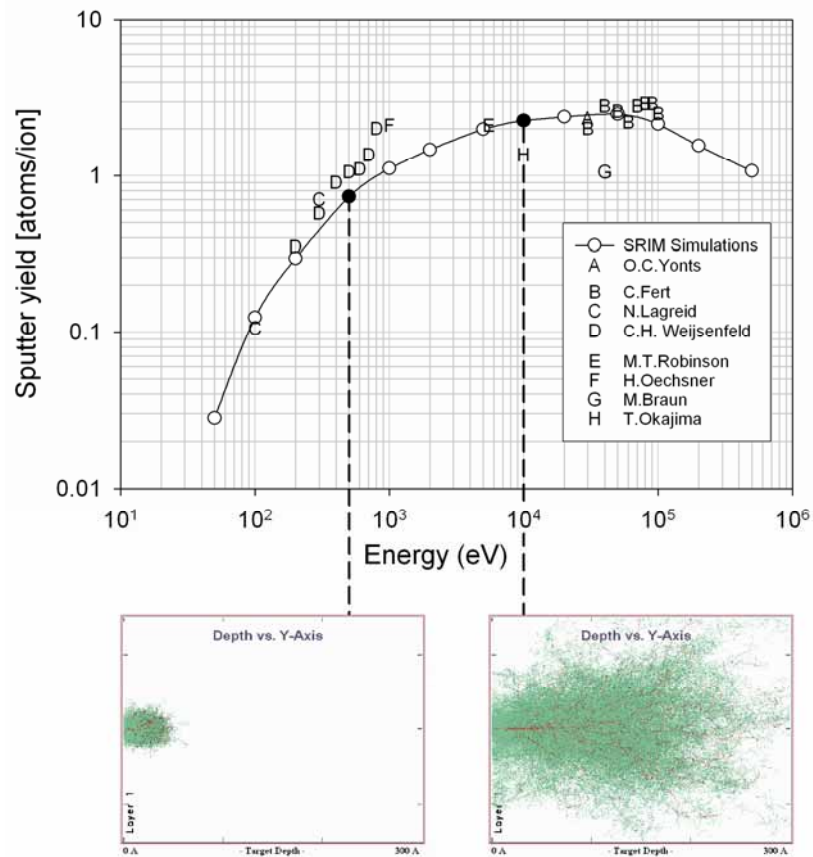 10
1
0.1
0.01
Sputter yield [atoms/ion]
C
C
D
D
D
D
D
D
D
F
E
H
A
B
B
B
B
B
B
B
B
G
SRIM Simulations
A O.C.Yonts
B C.Fert
C N.Lagreid
D C.H. Weijsenfeld
E M.T.Robinson
F H.Oechsner
G M.Braun
H T.Okajima
10¹ 10² 10³ 10⁴ 10⁵ 10⁶
Energy (eV)
Depth vs. Y-Axis
Layer 1
0 A - Target Depth - 300 A
Depth vs. Y-Axis
Layer 1
0 A - Target Depth - 300 A